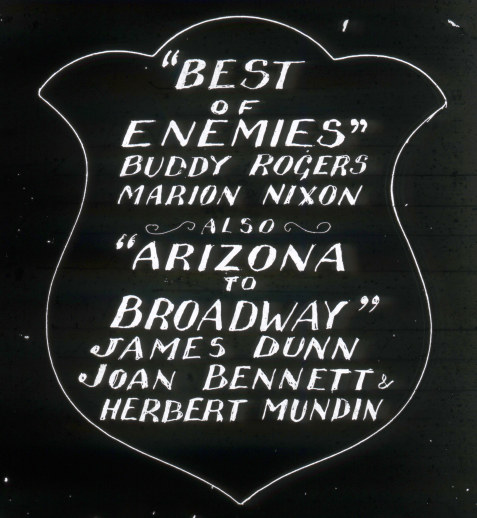 "BEST
OF
ENEMIES"
BUDDY ROGERS
MARION NIXON
ALSO
"ARIZONA
TO
BROADWAY"
JAMES DUNN
JOAN BENNETT &
HERBERT MUNDIN